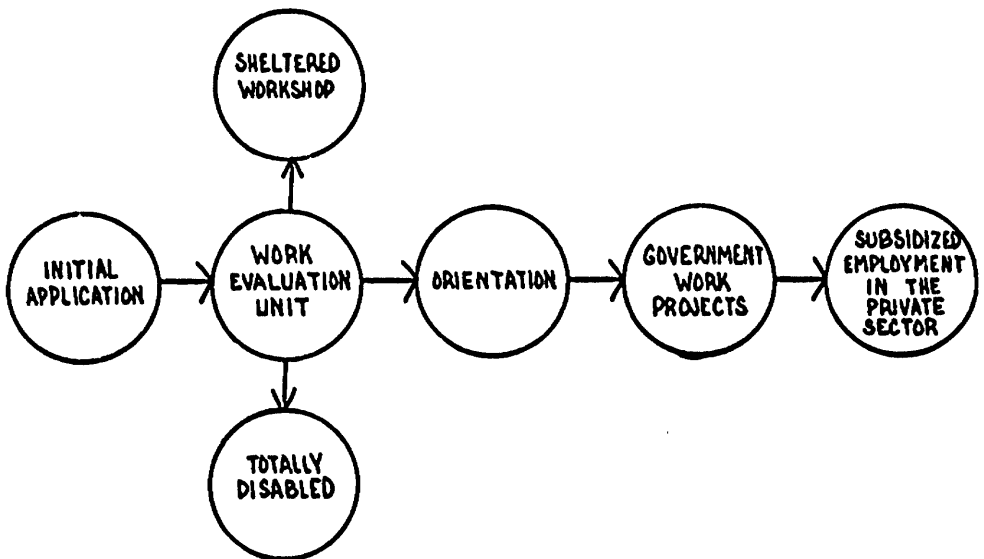 SHELTERED
WORKSHOP
INITIAL
APPLICATION
WORK
EVALUATION
UNIT
ORIENTATION
GOVERNMENT
WORK
PROJECTS
SUBSIDIZED
EMPLOYMENT
IN THE
PRIVATE
SECTOR
TOTALLY
DISABLED